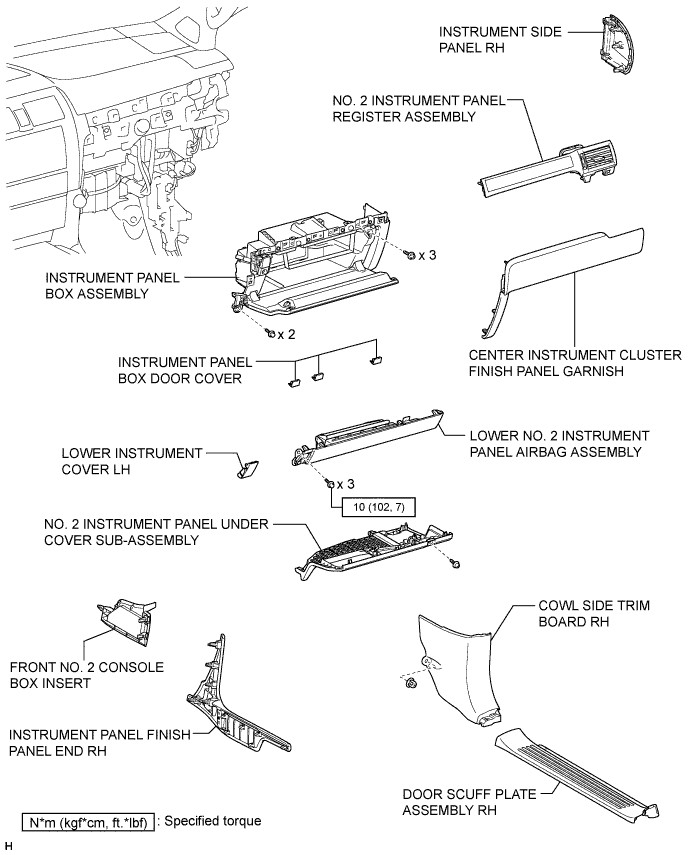 INSTRUMENT SIDE
PANEL RH
NO. 2 INSTRUMENT PANEL
REGISTER ASSEMBLY
x 3
INSTRUMENT PANEL
BOX ASSEMBLY
x 2
CENTER INSTRUMENT CLUSTER
FINISH PANEL GARNISH
INSTRUMENT PANEL
BOX DOOR COVER
LOWER NO. 2 INSTRUMENT
PANEL AIRBAG ASSEMBLY
LOWER INSTRUMENT
COVER LH
x 3
10 (102, 7)
NO. 2 INSTRUMENT PANEL UNDER
COVER SUB-ASSEMBLY
COWL SIDE TRIM
BOARD RH
FRONT NO. 2 CONSOLE
BOX INSERT
INSTRUMENT PANEL FINISH
PANEL END RH
DOOR SCUFF PLATE
ASSEMBLY RH
N*m (kgf*cm, ft.*lbf) : Specified torque
H